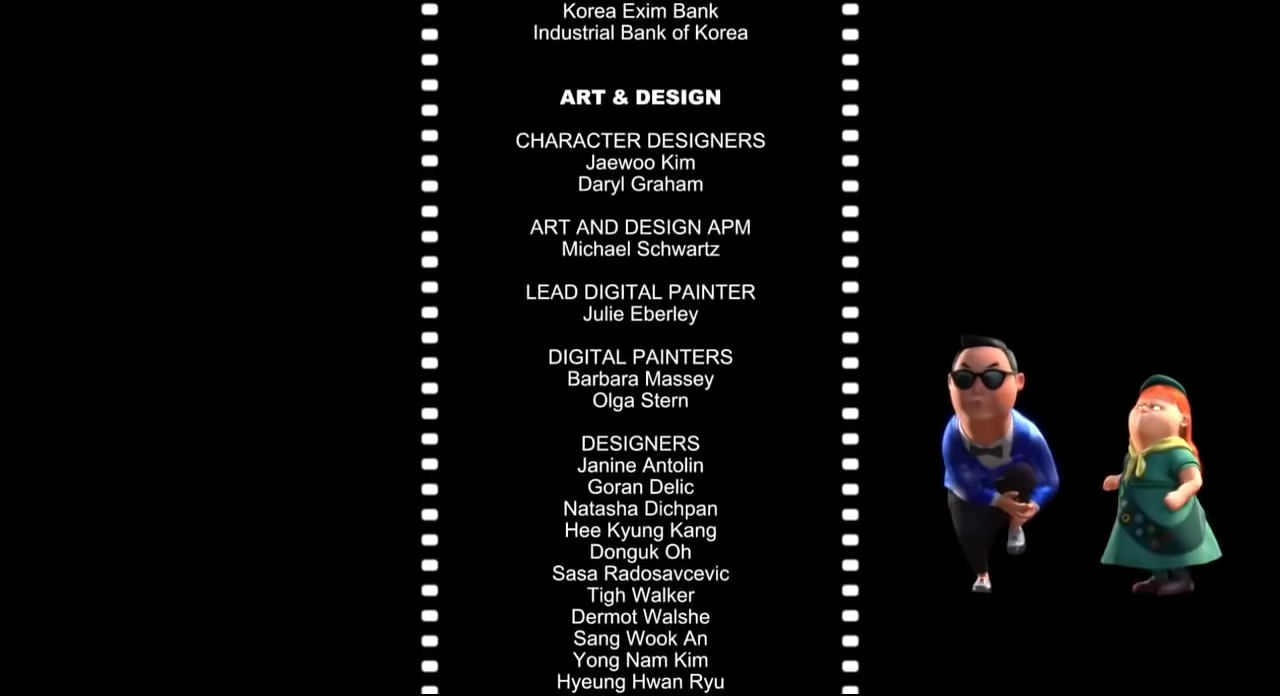 Korea Exim Bank
Industrial Bank of Korea
ART & DESIGN
CHARACTER DESIGNERS
Jaewoo Kim
Daryl Graham
ART AND DESIGN APM
Michael Schwartz
LEAD DIGITAL PAINTER
Julie Eberley
DIGITAL PAINTERS
Barbara Massey
Olga Stern
DESIGNERS
Janine Antolin
Goran Delic
Natasha Dichpan
Hee Kyung Kang
Donguk Oh
Sasa Radosavcevic
Tigh Walker
Dermot Walshe
Sang Wook An
Yong Nam Kim
Hyeung Hwan Ryu